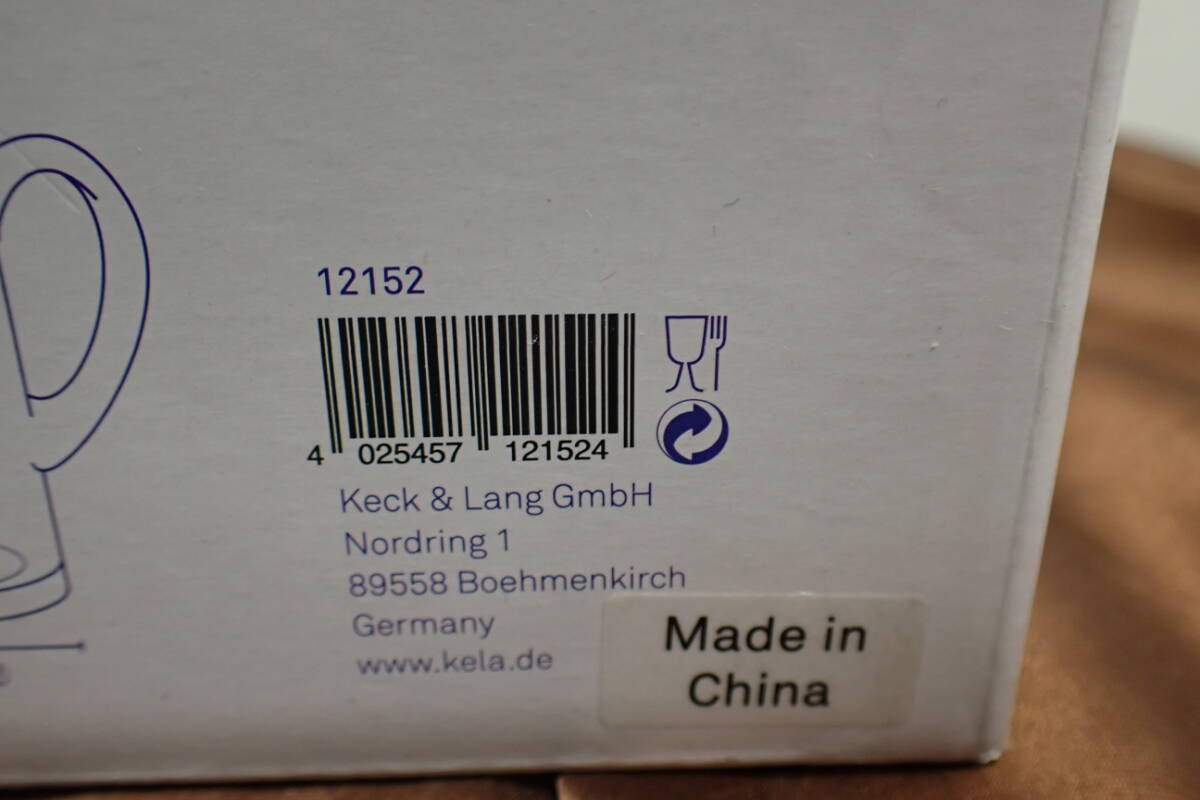 12152
4 025457 121524
Keck & Lang GmbH
Nordring 1
89558 Boehmenkirch
Germany
www.kela.de
Made in
China